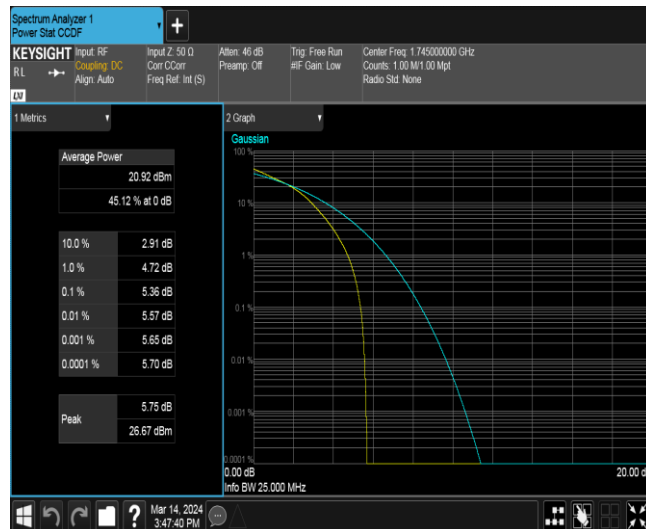 Spectrum Analyzer 1
Power Stat CCDF
+
KEYSIGHT
RL
LXI
Input: RF
Coupling: DC
Align: Auto
Input Z: 50 Ω
Corr CCorr
Freq Ref: Int (S)
Atten: 46 dB
Preamp: Off
Trig: Free Run
#IF Gain: Low
Center Freq: 1.745000000 GHz
Counts: 1.00 M/1.00 Mpt
Radio Std: None
1 Metrics
Average Power
20.92 dBm
45.12 % at 0 dB
10.0 % 2.91 dB
1.0 % 4.72 dB
0.1 % 5.36 dB
0.01 % 5.57 dB
0.001 % 5.65 dB
0.0001 % 5.70 dB
Peak
5.75 dB
26.67 dBm
2 Graph
Gaussian
100 %
10 %
1 %
0.1 %
0.01 %
0.001 %
0.0001 %
0.00 dB
20.00 d
Info BW 25.000 MHz
?
Mar 14, 2024
3:47:40 PM